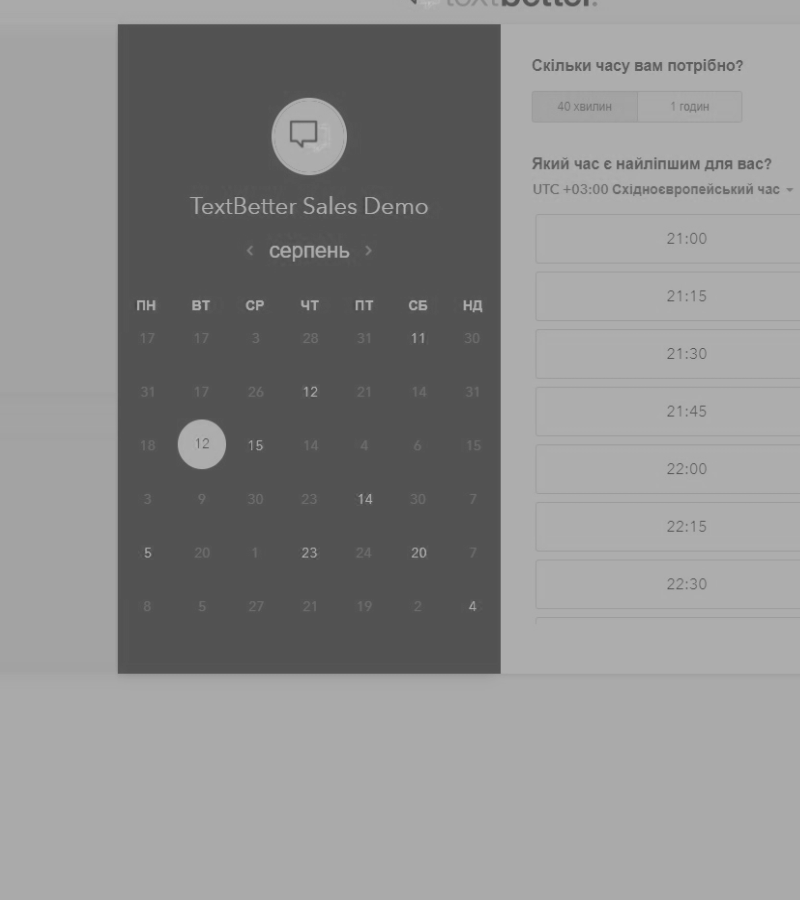 textbetter.
TextBetter Sales Demo
серпень
ПН ВТ СР ЧТ ПТ СБ НД
17 17 3 28 31 11 30
31 17 26 12 21 14 31
18 12 15 14 4 6 15
3 9 30 23 14 30 7
5 20 1 23 24 20 7
8 5 27 21 19 2 4
Скільки часу вам потрібно?
40 хвилин 1 годин
Який час є найліпшим для вас?
UTC +03:00 Східноєвропейський час
21:00
21:15
21:30
21:45
22:00
22:15
22:30